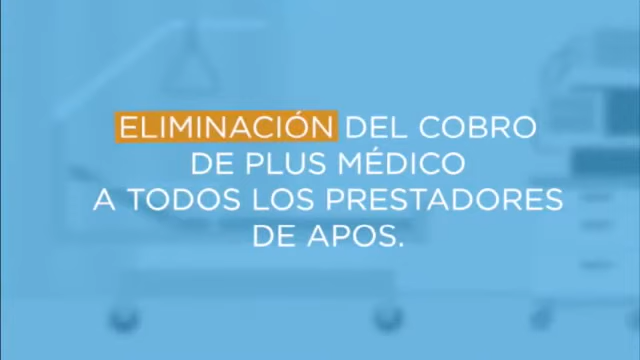 ELIMINACIÓN DEL COBRO
DE PLUS MÉDICO
A TODOS LOS PRESTADORES
DE APOS.